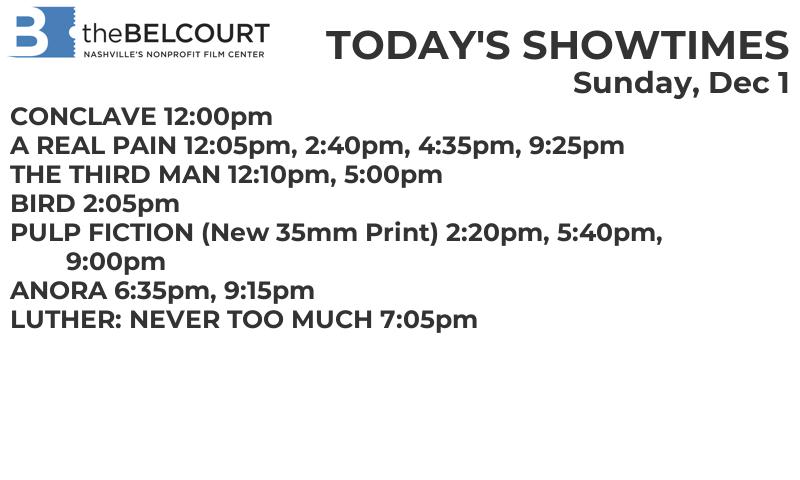 B theBELCOURT
NASHVILLE'S NONPROFIT FILM CENTER
TODAY'S SHOWTIMES
Sunday, Dec 1
CONCLAVE 12:00pm
A REAL PAIN 12:05pm, 2:40pm, 4:35pm, 9:25pm
THE THIRD MAN 12:10pm, 5:00pm
BIRD 2:05pm
PULP FICTION (New 35mm Print) 2:20pm, 5:40pm,
9:00pm
ANORA 6:35pm, 9:15pm
LUTHER: NEVER TOO MUCH 7:05pm